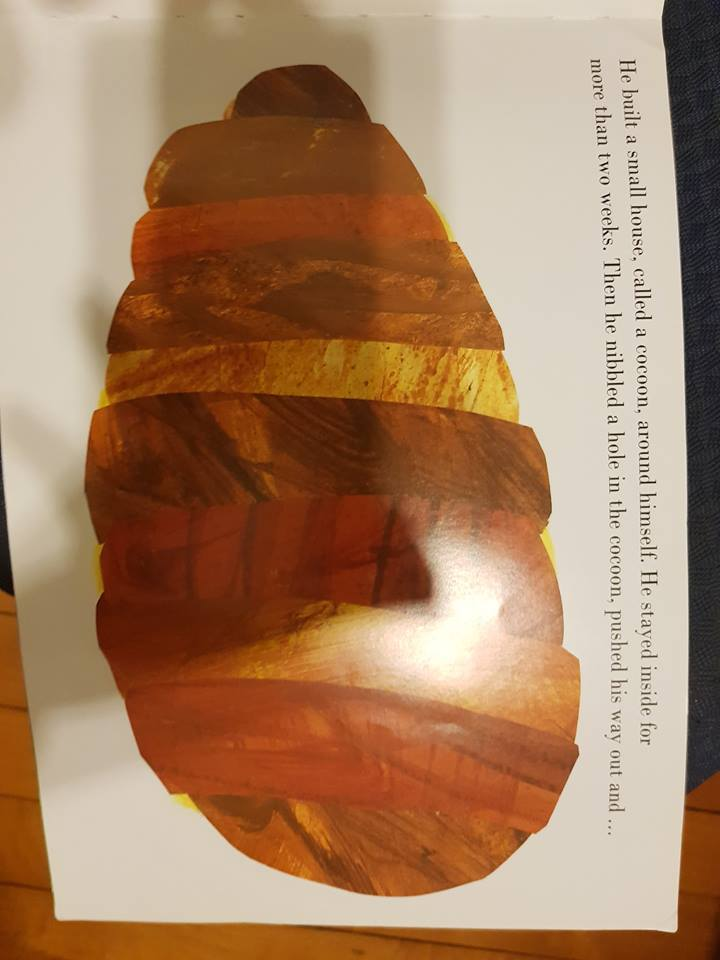 He built a small house, called a cocoon, around himself. He stayed inside for
more than two weeks. Then he nibbled a hole in the cocoon, pushed his way out and ...